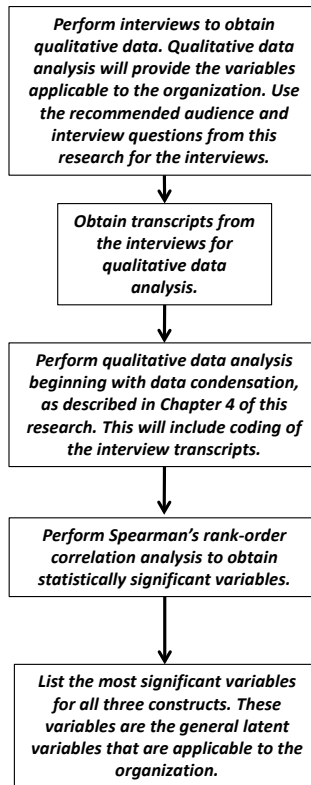 Perform interviews to obtain
qualitative data. Qualitative data
analysis will provide the variables
applicable to the organization. Use
the recommended audience and
interview questions from this
research for the interviews.
Obtain transcripts from
the interviews for
qualitative data
analysis.
Perform qualitative data analysis
beginning with data condensation,
as described in Chapter 4 of this
research. This will include coding of
the interview transcripts.
Perform Spearman's rank-order
correlation analysis to obtain
statistically significant variables.
List the most significant variables
for all three constructs. These
variables are the general latent
variables that are applicable to the
organization.